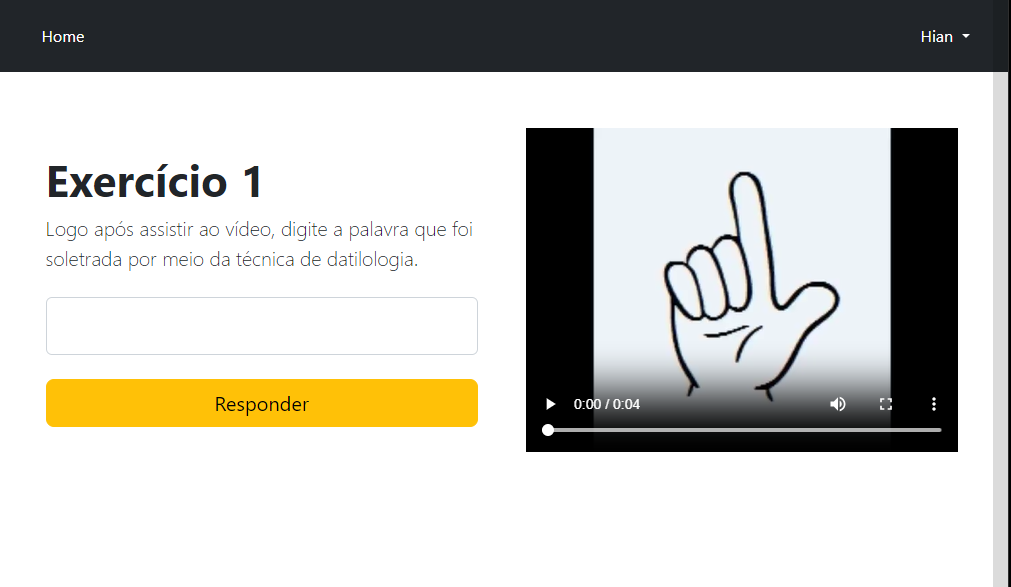 Home
Hian
Exercício 1
Logo após assistir ao vídeo, digite a palavra que foi
soletrada por meio da técnica de datilologia.
Responder
0:00 / 0:04